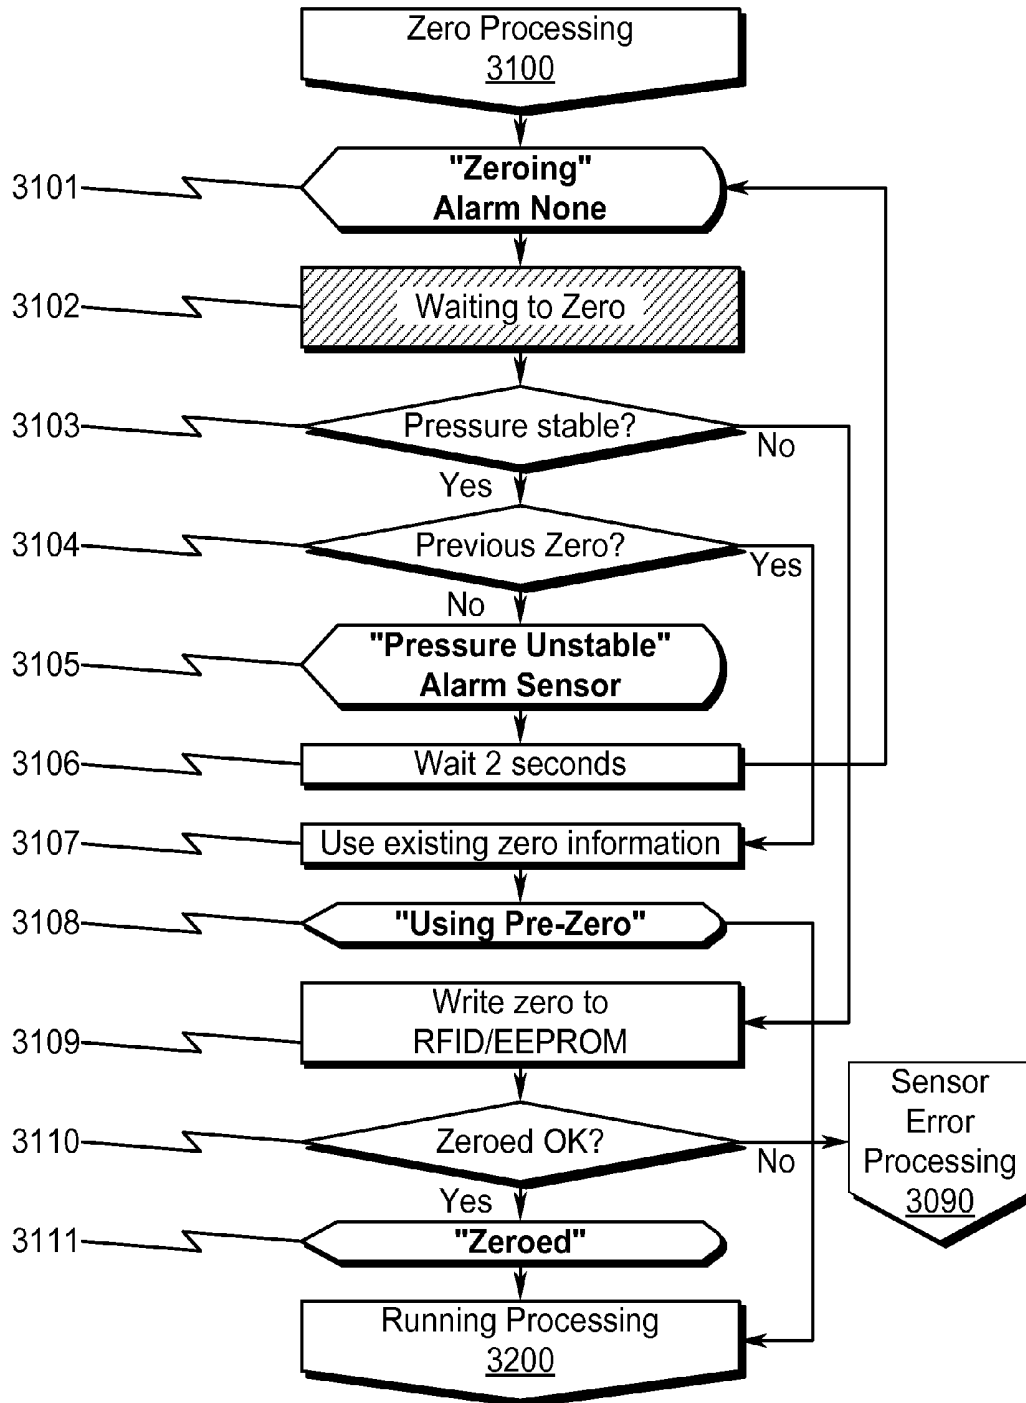 Zero Processing
3100
3101
"Zeroing"
Alarm None
3102
Waiting to Zero
3103
Pressure stable?
No
Yes
3104
Previous Zero?
Yes
No
3105
"Pressure Unstable"
Alarm Sensor
3106
Wait 2 seconds
3107
Use existing zero information
3108
"Using Pre-Zero"
3109
Write zero to
RFID/EEPROM
3110
Zeroed OK?
No
Yes
Sensor
Error
Processing
3090
3111
"Zeroed"
Running Processing
3200